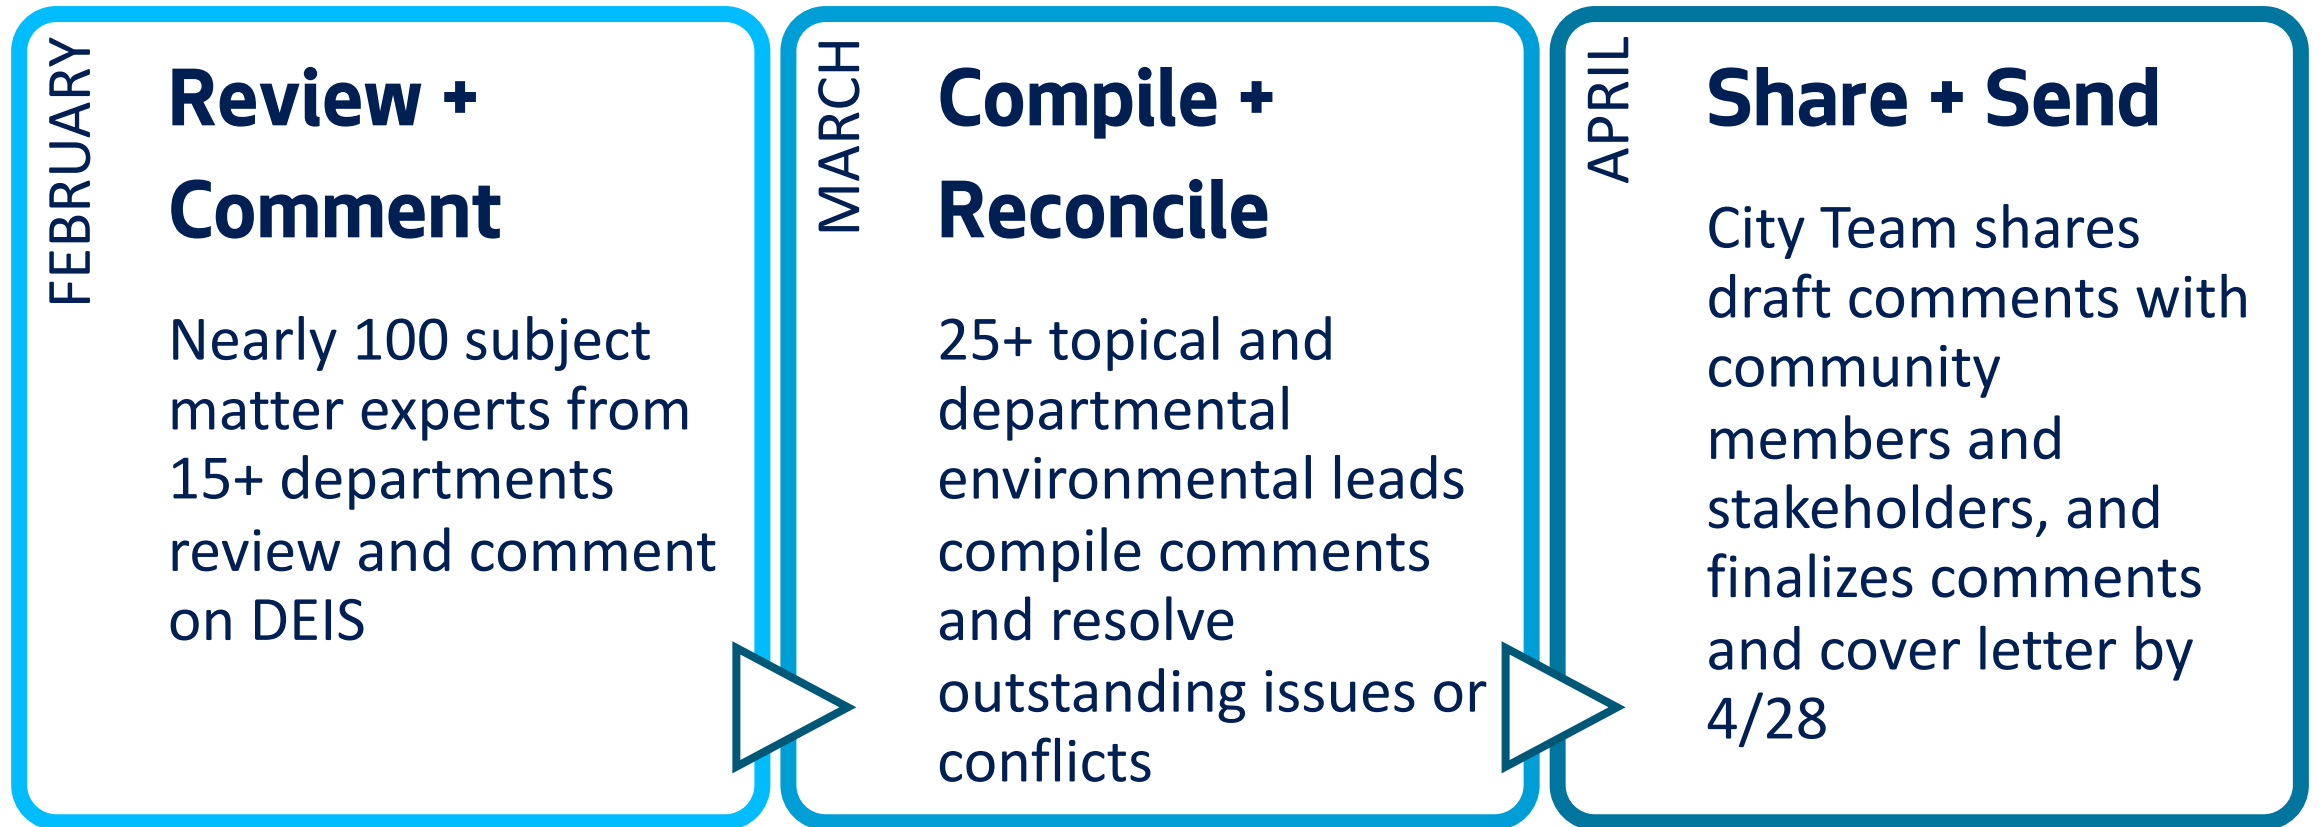 FEBRUARY
Review +
Comment
Nearly 100 subject
matter experts from
15+ departments
review and comment
on DEIS
MARCH
Compile +
Reconcile
25+ topical and
departmental
environmental leads
compile comments
and resolve
outstanding issues or
conflicts
APRIL
Share + Send
City Team shares
draft comments with
community
members and
stakeholders, and
finalizes comments
and cover letter by
4/28